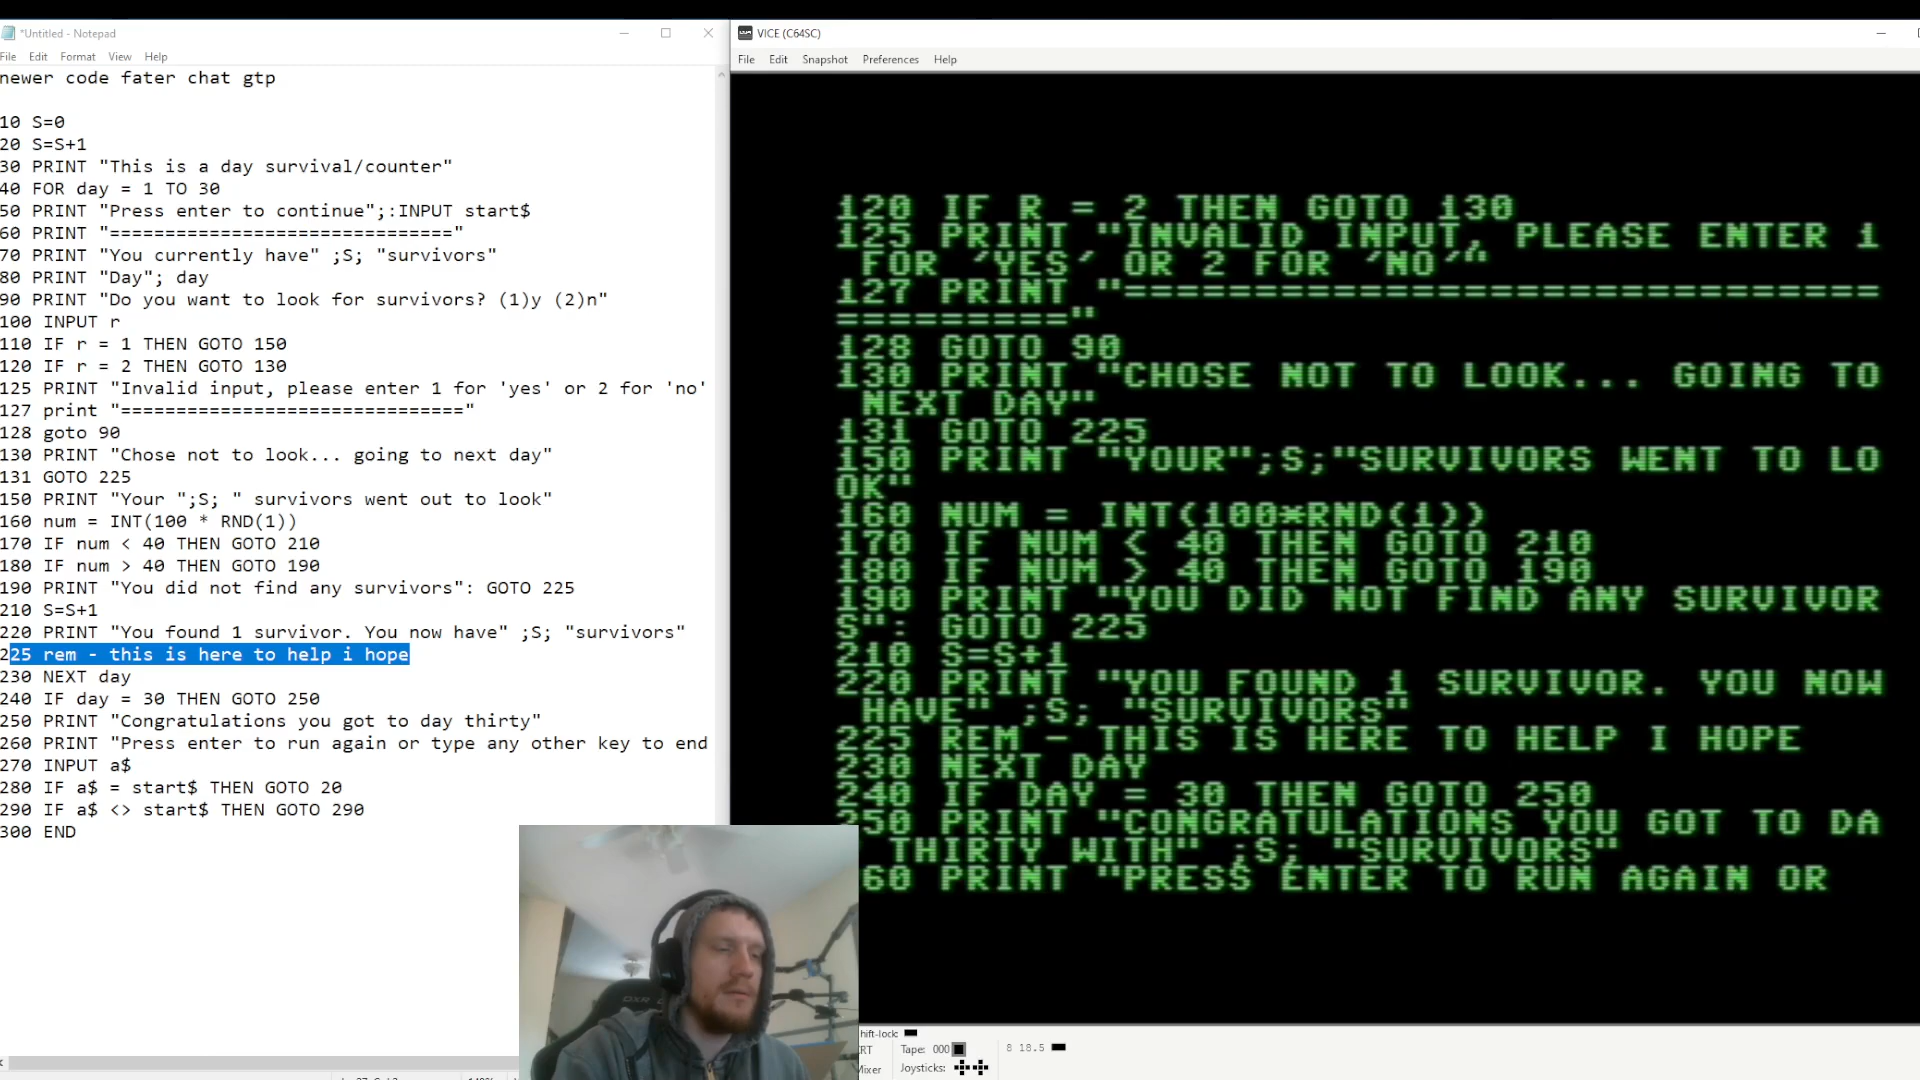 *Untitled - Notepad
File Edit Format View Help
newer code fater chat gtp
10 S=0
20 S=S+1
30 PRINT "This is a day survival/counter"
40 FOR day = 1 TO 30
50 PRINT "Press enter to continue";:INPUT start$
60 PRINT "==============================="
70 PRINT "You currently have" ;S; "survivors"
80 PRINT "Day"; day
90 PRINT "Do you want to look for survivors? (1)y (2)n"
100 INPUT r
110 IF r = 1 THEN GOTO 150
120 IF r = 2 THEN GOTO 130
125 PRINT "Invalid input, please enter 1 for 'yes' or 2 for 'no'
127 print "==============================="
128 goto 90
130 PRINT "Chose not to look... going to next day"
131 GOTO 225
150 PRINT "Your ";S; " survivors went out to look"
160 num = INT(100 * RND(1))
170 IF num < 40 THEN GOTO 210
180 IF num > 40 THEN GOTO 190
190 PRINT "You did not find any survivors": GOTO 225
210 S=S+1
220 PRINT "You found 1 survivor. You now have" ;S; "survivors"
225 rem - this is here to help i hope
230 NEXT day
240 IF day = 30 THEN GOTO 250
250 PRINT "Congratulations you got to day thirty"
260 PRINT "Press enter to run again or type any other key to end
270 INPUT a$
280 IF a$ = start$ THEN GOTO 20
290 IF a$ <> start$ THEN GOTO 290
300 END
VICE (C64SC)
File Edit Snapshot Preferences Help
120 IF R = 2 THEN GOTO 130
125 PRINT "INVALID INPUT, PLEASE ENTER 1
FOR 'YES' OR 2 FOR 'NO'"
127 PRINT "=============================
========="
128 GOTO 90
130 PRINT "CHOSE NOT TO LOOK... GOING TO
NEXT DAY"
131 GOTO 225
150 PRINT "YOUR";S;"SURVIVORS WENT TO LO
OK"
160 NUM = INT(100*RND(1))
170 IF NUM < 40 THEN GOTO 210
180 IF NUM > 40 THEN GOTO 190
190 PRINT "YOU DID NOT FIND ANY SURVIVOR
S": GOTO 225
210 S=S+1
220 PRINT "YOU FOUND 1 SURVIVOR. YOU NOW
HAVE" ;S; "SURVIVORS"
225 REM - THIS IS HERE TO HELP I HOPE
230 NEXT DAY
240 IF DAY = 30 THEN GOTO 250
250 PRINT "CONGRATULATIONS YOU GOT TO DA
THIRTY WITH" ;S; "SURVIVORS"
60 PRINT "PRESS ENTER TO RUN AGAIN OR
hift-lock:
RT Tape: 000 8 18.5
Mixer Joysticks: